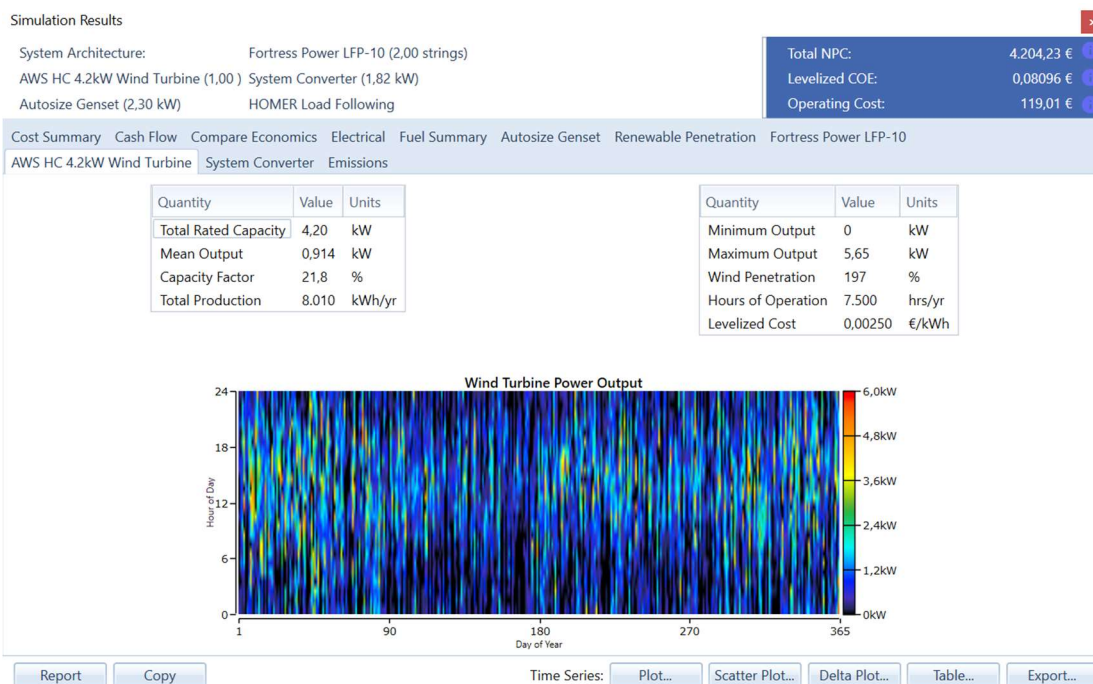 Simulation Results
x
System Architecture:
Fortress Power LFP-10 (2,00 strings)
AWS HC 4.2kW Wind Turbine (1,00 )
System Converter (1,82 kW)
Autosize Genset (2,30 kW)
HOMER Load Following
Total NPC: 4.204,23 €
Levelized COE: 0,08096 €
Operating Cost: 119,01 €
Cost Summary Cash Flow Compare Economics Electrical Fuel Summary Autosize Genset Renewable Penetration Fortress Power LFP-10
AWS HC 4.2kW Wind Turbine System Converter Emissions
Quantity Value Units
Total Rated Capacity 4,20 kW
Mean Output 0,914 kW
Capacity Factor 21,8 %
Total Production 8.010 kWh/yr
Quantity Value Units
Minimum Output 0 kW
Maximum Output 5,65 kW
Wind Penetration 197 %
Hours of Operation 7.500 hrs/yr
Levelized Cost 0,00250 €/kWh
Wind Turbine Power Output
24
18
12
6
0
Hour of Day
1 90 180 270 365
Day of Year
6,0kW
4,8kW
3,6kW
2,4kW
1,2kW
0kW
Report Copy Time Series: Plot... Scatter Plot... Delta Plot... Table... Export...